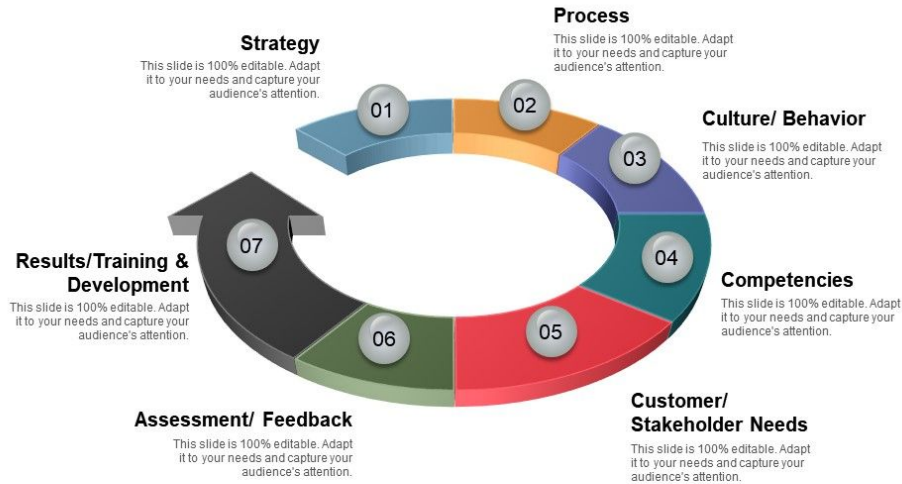 Strategy
This slide is 100% editable. Adapt
it to your needs and capture your
audience's attention.
01
Process
This slide is 100% editable. Adapt
it to your needs and capture your
audience's attention.
02
Culture/ Behavior
This slide is 100% editable. Adapt
it to your needs and capture your
audience's attention.
03
Competencies
This slide is 100% editable. Adapt
it to your needs and capture your
audience's attention.
04
Customer/
Stakeholder Needs
This slide is 100% editable. Adapt
it to your needs and capture your
audience's attention.
05
Assessment/ Feedback
This slide is 100% editable. Adapt
it to your needs and capture your
audience's attention.
06
Results/Training &
Development
This slide is 100% editable. Adapt
it to your needs and capture your
audience's attention.
07